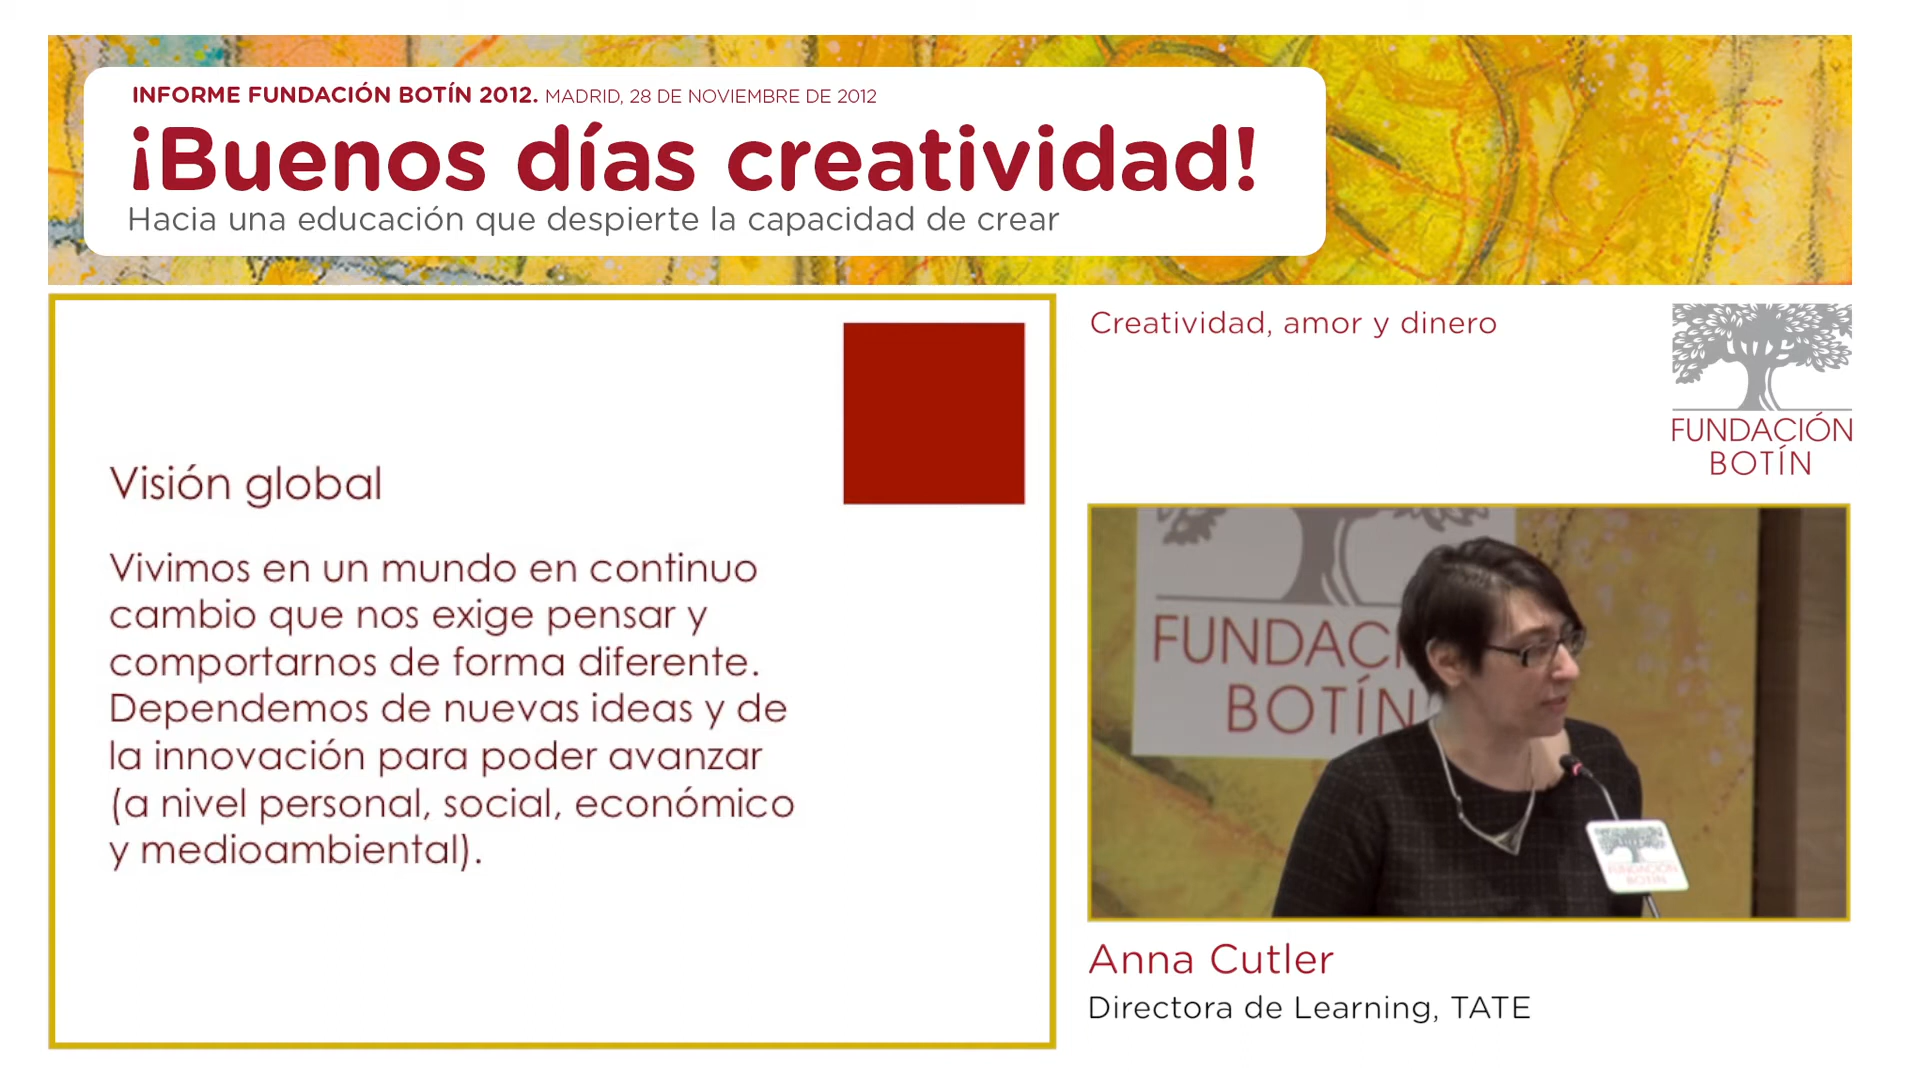 INFORME FUNDACIÓN BOTÍN 2012. MADRID, 28 DE NOVIEMBRE DE 2012
¡Buenos días creatividad!
Hacia una educación que despierte la capacidad de crear
Visión global
Vivimos en un mundo en continuo
cambio que nos exige pensar y
comportarnos de forma diferente.
Dependemos de nuevas ideas y de
la innovación para poder avanzar
(a nivel personal, social, económico
y medioambiental).
Creatividad, amor y dinero
FUNDACIÓN
BOTÍN
FUNDACI
BOTÍN
FUNDACIÓN
BOTÍN
Anna Cutler
Directora de Learning, TATE